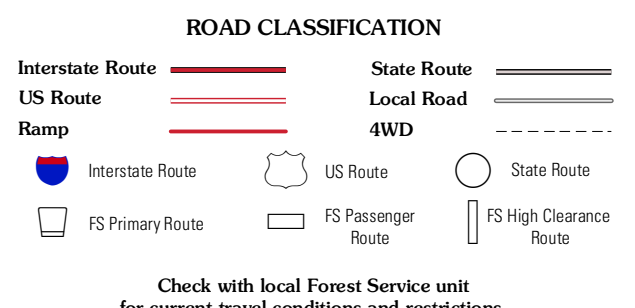 ROAD CLASSIFICATION
Interstate Route
State Route
US Route
Local Road
Ramp
4WD
Interstate Route
US Route
State Route
FS Primary Route
FS Passenger
Route
FS High Clearance
Route
Check with local Forest Service unit
for current travel conditions and restrictions